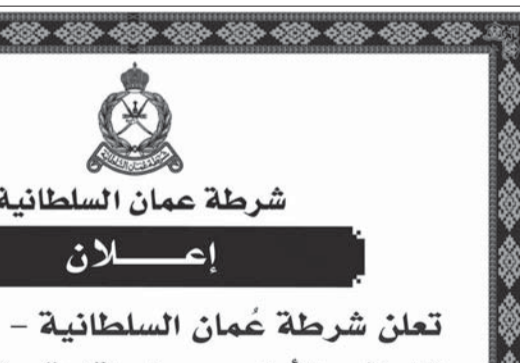 شرطة عمان السلطانية
إعـــــلان
تعلن شرطة عُمان السلطانية –